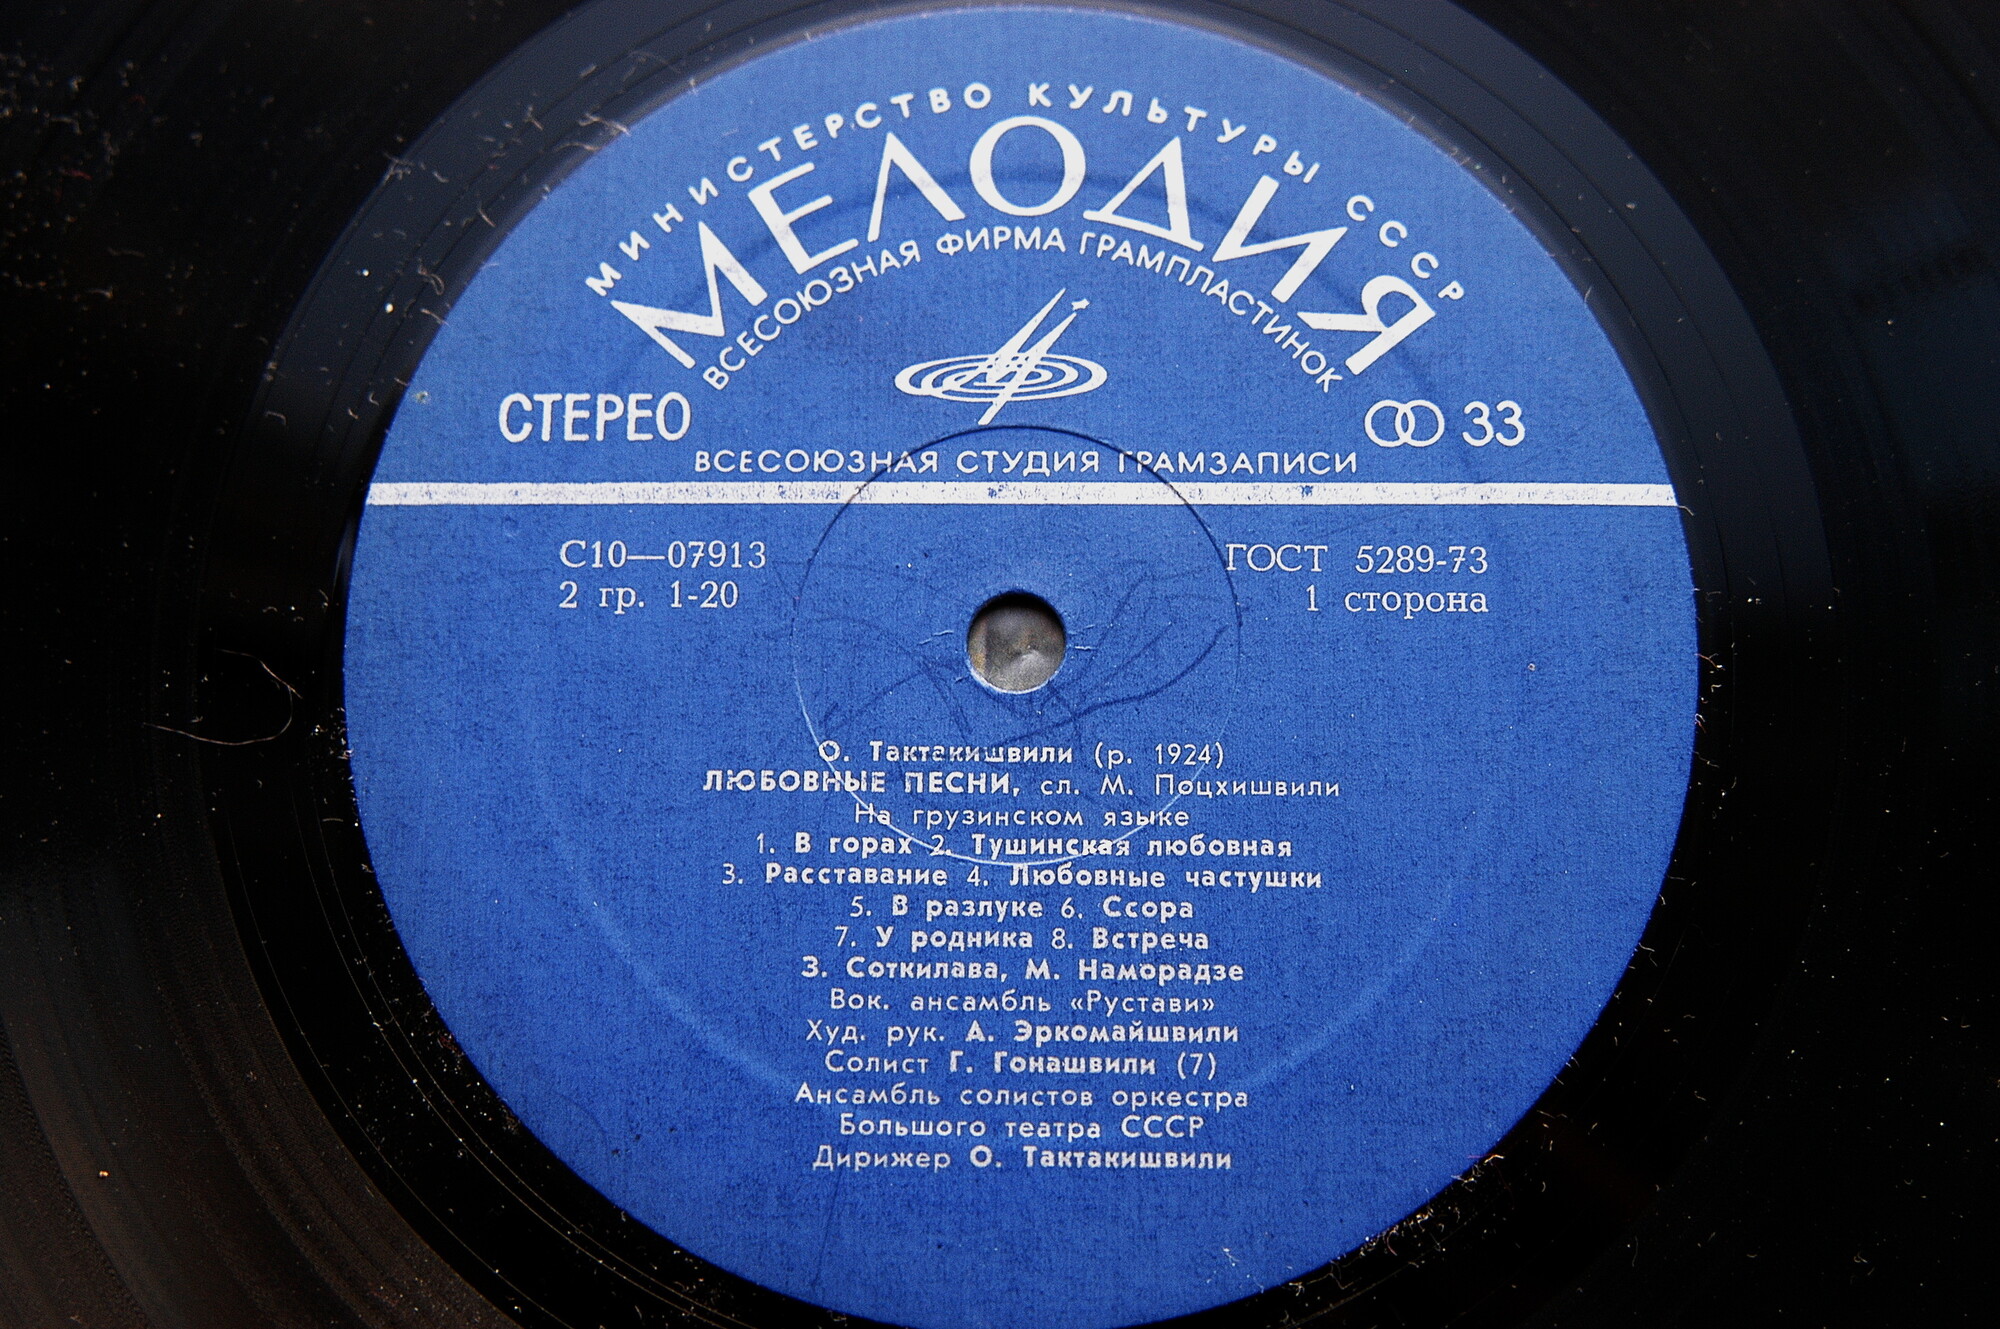 МИНИСТЕРСТВО КУЛЬТУРЫ СССР
МЕЛОДИЯ
ВСЕСОЮЗНАЯ ФИРМА ГРАМПЛАСТИНОК
СТЕРЕО 33
ВСЕСОЮЗНАЯ СТУДИЯ ГРАМЗАПИСИ
С10—07913 ГОСТ 5289-73
2 гр. 1-20 1 сторона
О. Тактакишвили (р. 1924)
ЛЮБОВНЫЕ ПЕСНИ, сл. М. Поцхишвили
На грузинском языке
1. В горах 2. Тушинская любовная
3. Расставание 4. Любовные частушки
5. В разлуке 6. Ссора
7. У родника 8. Встреча
З. Соткилава, М. Наморадзе
Вок. ансамбль «Рустави»
Худ. рук. А. Эркомайшвили
Солист Г. Гонашвили (7)
Ансамбль солистов оркестра
Большого театра СССР
Дирижер О. Тактакишвили